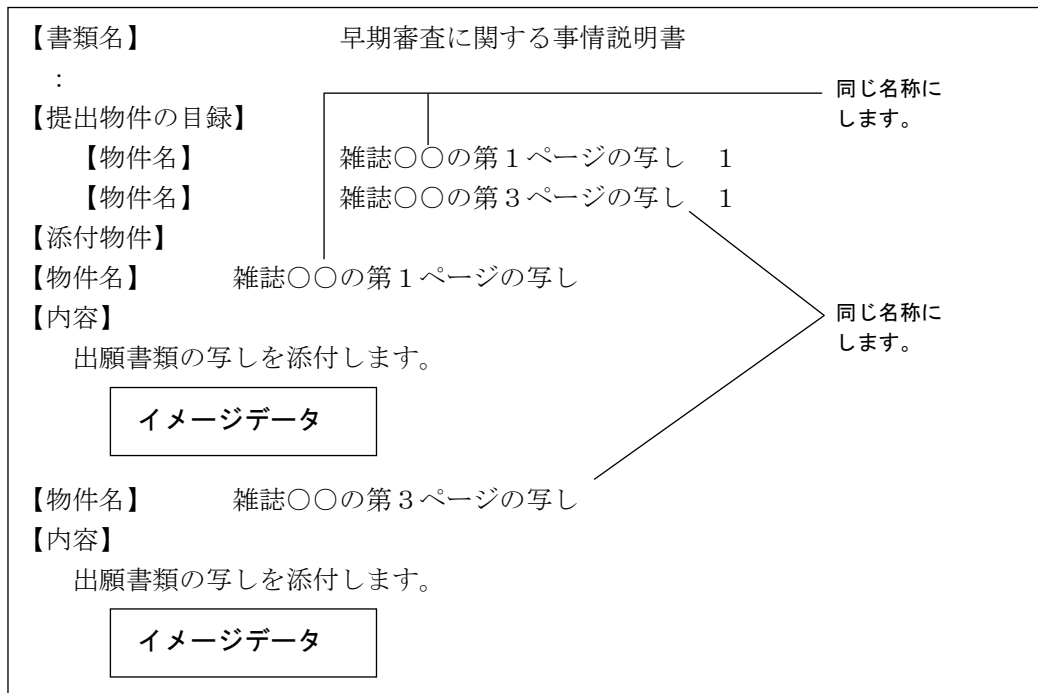 【書類名】　早期審査に関する事情説明書
：
同じ名称に
します。
【提出物件の目録】
【物件名】　雑誌○○の第１ページの写し　１
【物件名】　雑誌○○の第３ページの写し　１
【添付物件】
【物件名】　雑誌○○の第１ページの写し
【内容】
同じ名称に
します。
出願書類の写しを添付します。
イメージデータ
【物件名】　雑誌○○の第３ページの写し
【内容】
出願書類の写しを添付します。
イメージデータ